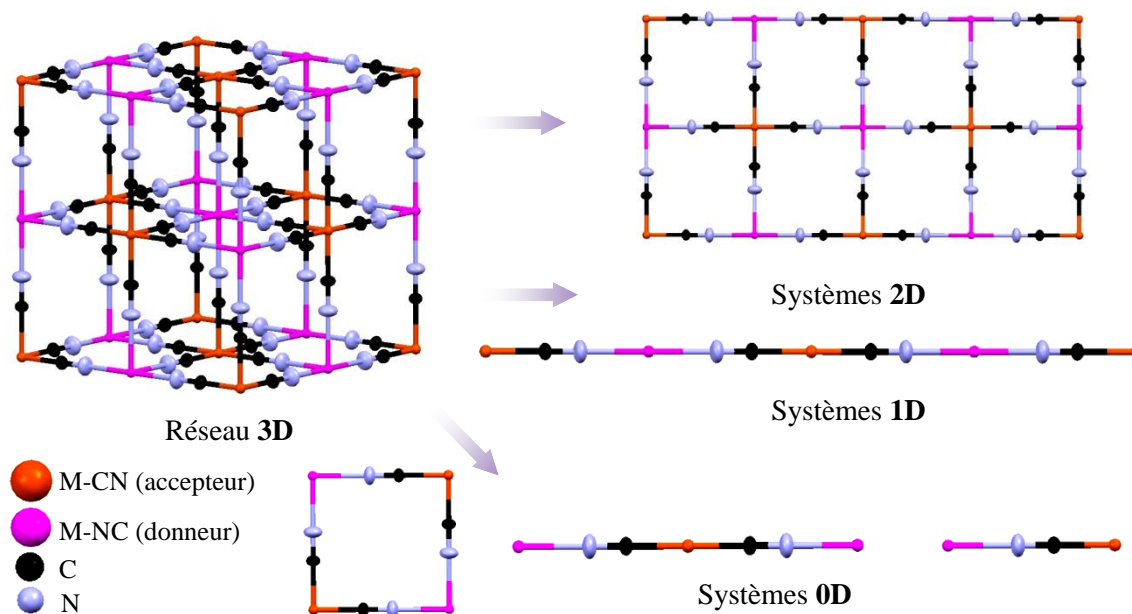 Systèmes 2D
Systèmes 1D
Réseau 3D
M-CN (accepteur)
M-NC (donneur)
C
N
Systèmes 0D